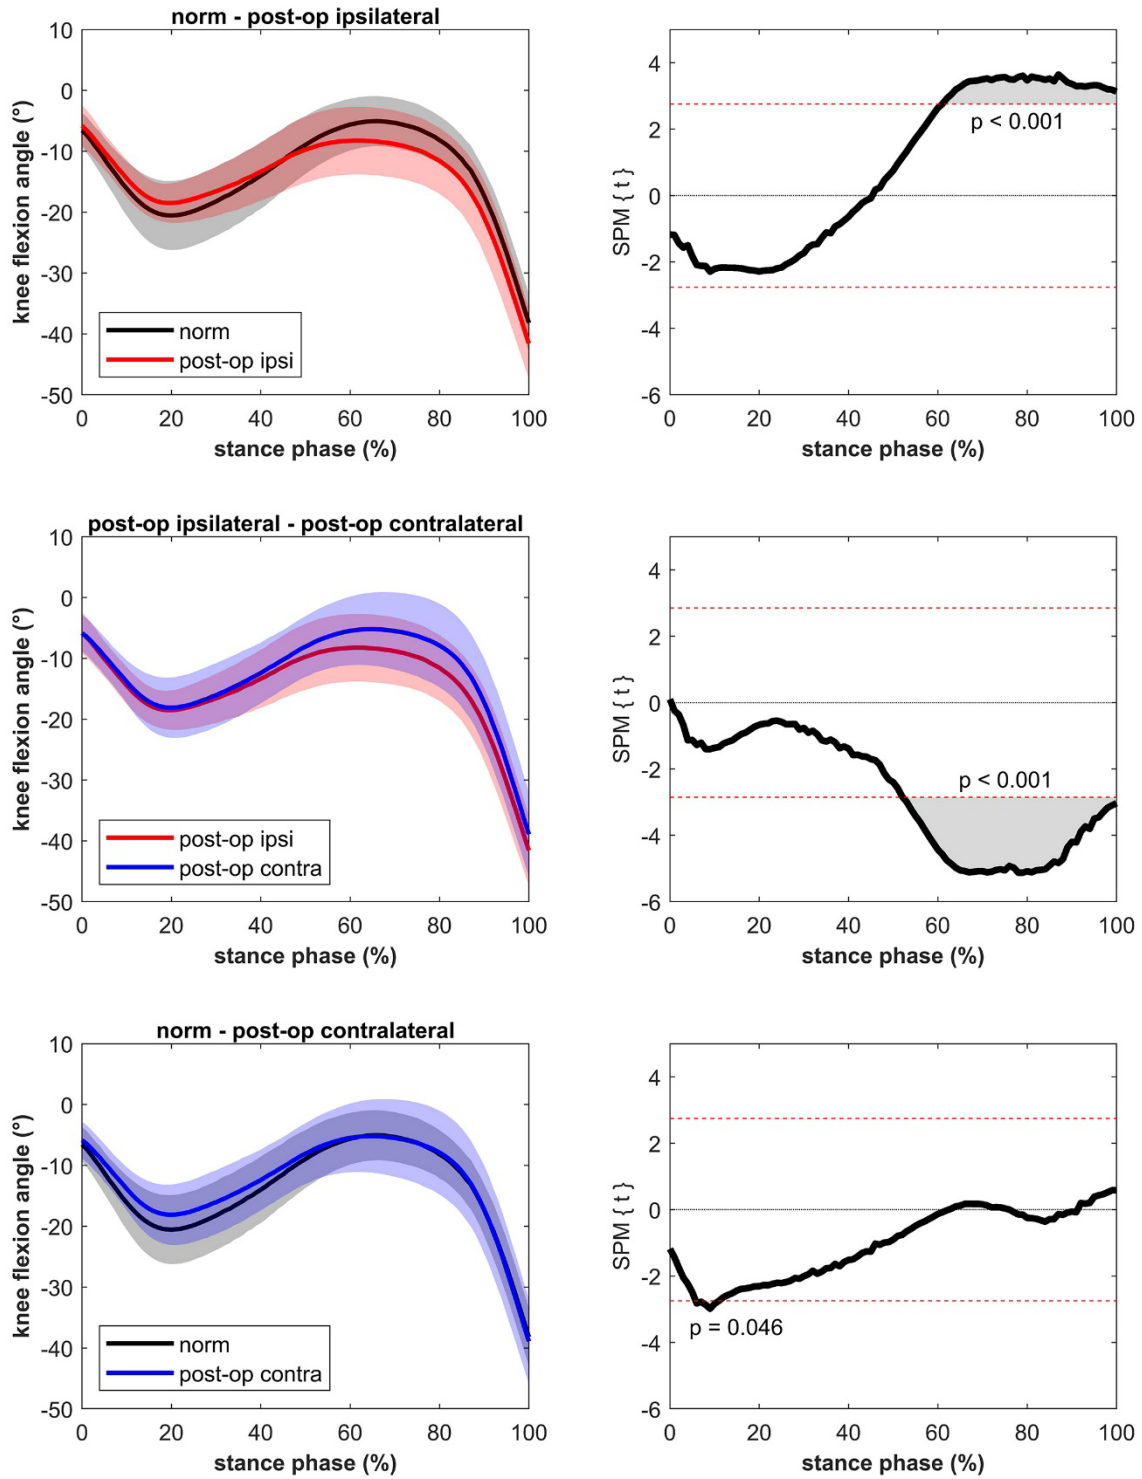 norm - post-op ipsilateral
10
0
-10
-20
-30
-40
-50
knee flexion angle (°)
norm
post-op ipsi
0 20 40 60 80 100
stance phase (%)
4
2
0
-2
-4
-6
SPM { t }
p < 0.001
0 20 40 60 80 100
stance phase (%)
post-op ipsilateral - post-op contralateral
10
0
-10
-20
-30
-40
-50
knee flexion angle (°)
post-op ipsi
post-op contra
0 20 40 60 80 100
stance phase (%)
4
2
0
-2
-4
-6
SPM { t }
p < 0.001
0 20 40 60 80 100
stance phase (%)
norm - post-op contralateral
10
0
-10
-20
-30
-40
-50
knee flexion angle (°)
norm
post-op contra
0 20 40 60 80 100
stance phase (%)
4
2
0
-2
-4
-6
SPM { t }
p = 0.046
0 20 40 60 80 100
stance phase (%)